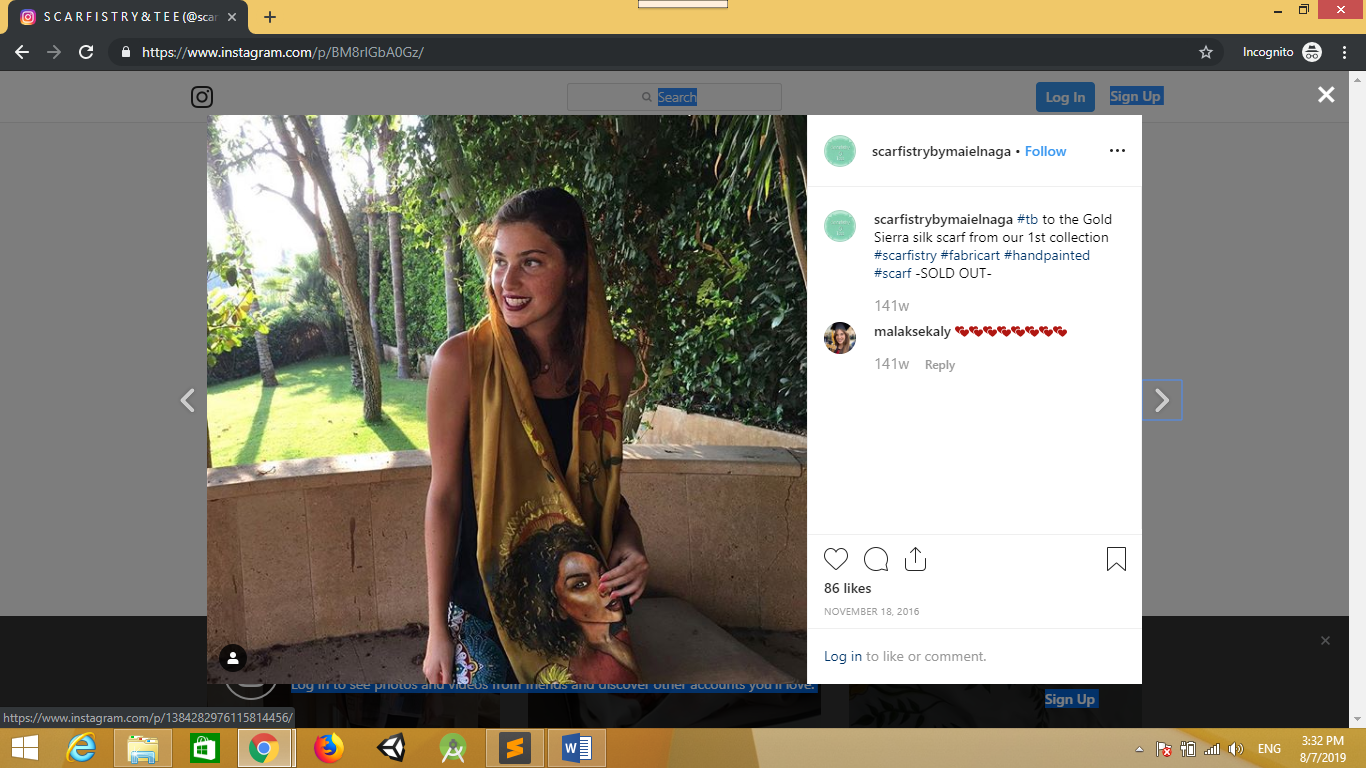 S C A R F I S T R Y & T E E (@scar
https://www.instagram.com/p/BM8rlGbA0Gz/
Incognito
Search
Log In
Sign Up
scarfistrybymaielnaga • Follow
scarfistrybymaielnaga #tb to the Gold
Sierra silk scarf from our 1st collection
#scarfistry #fabricart #handpainted
#scarf -SOLD OUT-
141w
malaksekaly
141w Reply
86 likes
NOVEMBER 18, 2016
Log in to like or comment.
Log in to see photos and videos from friends and discover other accounts you'll love.
Sign Up
https://www.instagram.com/p/1384282976115814456/
ENG
3:32 PM
8/7/2019